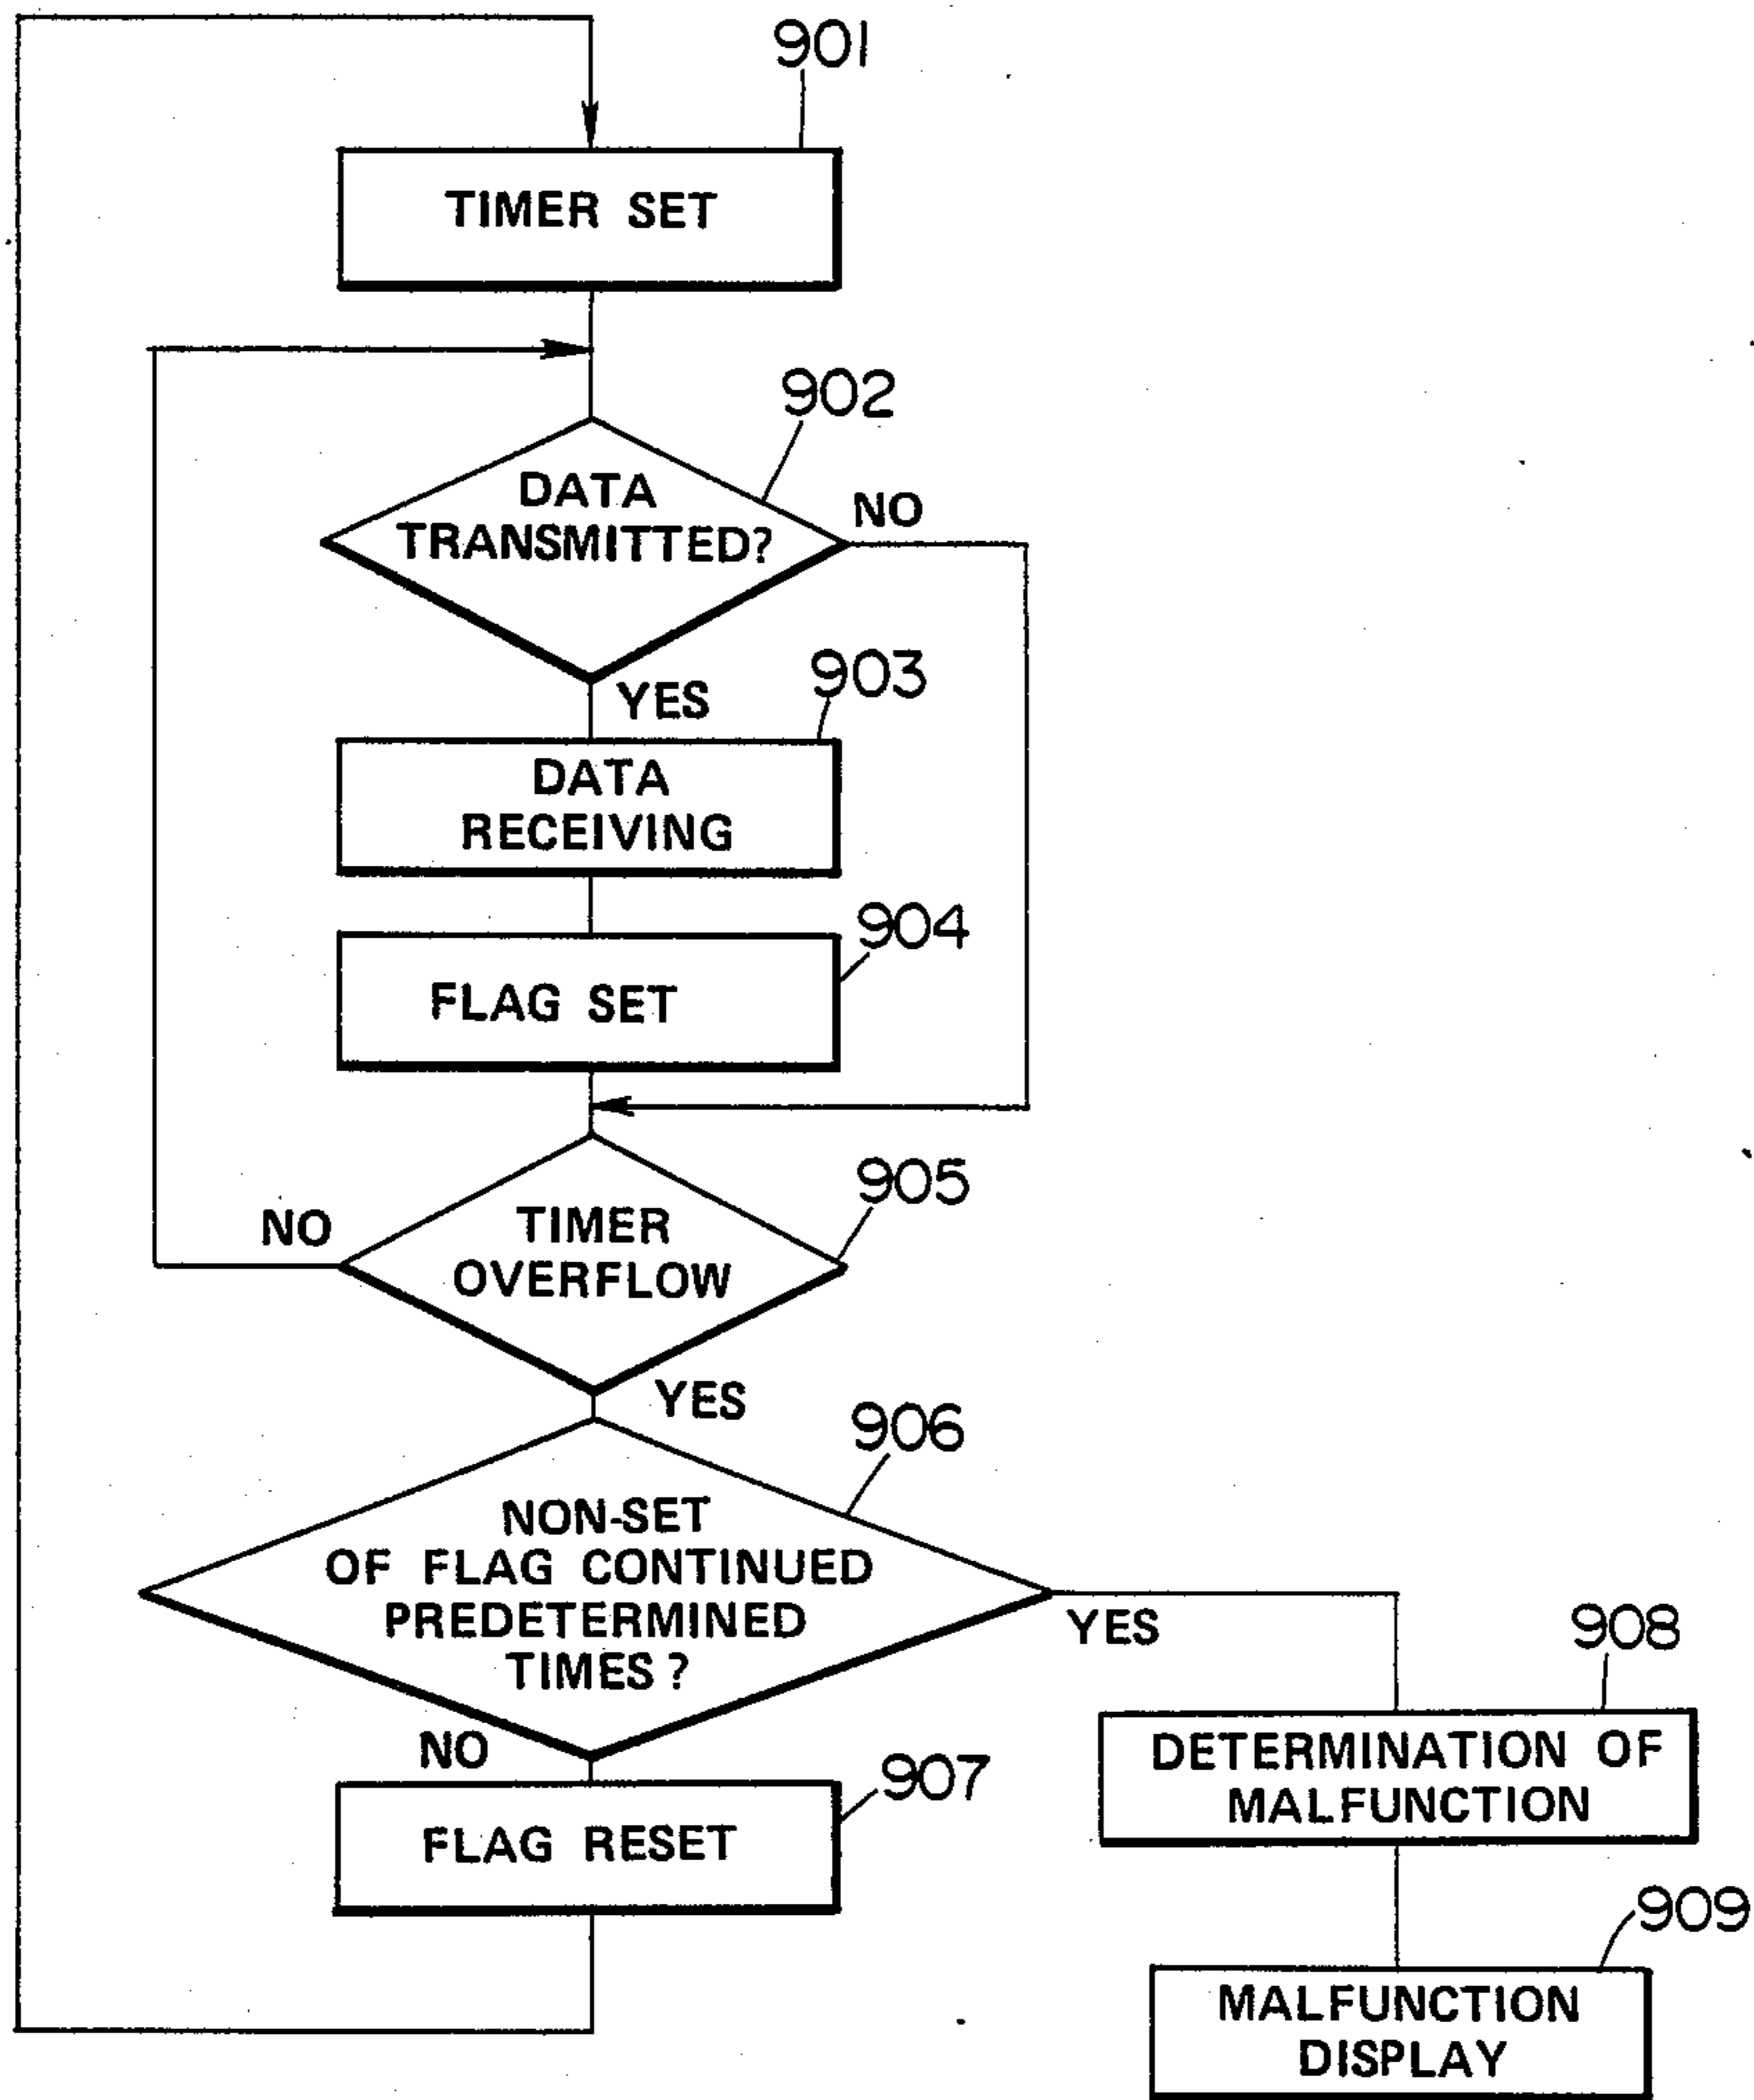 901
TIMER SET
902
DATA
TRANSMITTED?
NO
903
YES
DATA
RECEIVING
904
FLAG SET
905
NO
TIMER
OVERFLOW
YES
906
NON-SET
OF FLAG CONTINUED
PREDETERMINED
TIMES?
YES
908
NO
DETERMINATION OF
MALFUNCTION
907
FLAG RESET
909
MALFUNCTION
DISPLAY